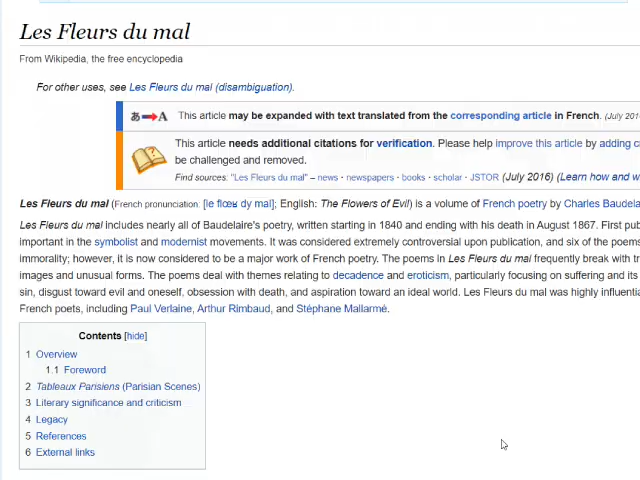 Les Fleurs du mal
From Wikipedia, the free encyclopedia
For other uses, see Les Fleurs du mal (disambiguation).
あ A This article may be expanded with text translated from the corresponding article in French. (July 201
This article needs additional citations for verification. Please help improve this article by adding c
be challenged and removed.
Find sources: "Les Fleurs du mal" – news · newspapers · books · scholar · JSTOR (July 2016) (Learn how and w
Les Fleurs du mal (French pronunciation: [le flœʁ dy mal]; English: The Flowers of Evil) is a volume of French poetry by Charles Baudela
Les Fleurs du mal includes nearly all of Baudelaire's poetry, written starting in 1840 and ending with his death in August 1867. First pu
important in the symbolist and modernist movements. It was considered extremely controversial upon publication, and six of the poems
immorality; however, it is now considered to be a major work of French poetry. The poems in Les Fleurs du mal frequently break with tr
images and unusual forms. The poems deal with themes relating to decadence and eroticism, particularly focusing on suffering and its
sin, disgust toward evil and oneself, obsession with death, and aspiration toward an ideal world. Les Fleurs du mal was highly influentia
French poets, including Paul Verlaine, Arthur Rimbaud, and Stéphane Mallarmé.
Contents [hide]
1 Overview
1.1 Foreword
2 Tableaux Parisiens (Parisian Scenes)
3 Literary significance and criticism
4 Legacy
5 References
6 External links